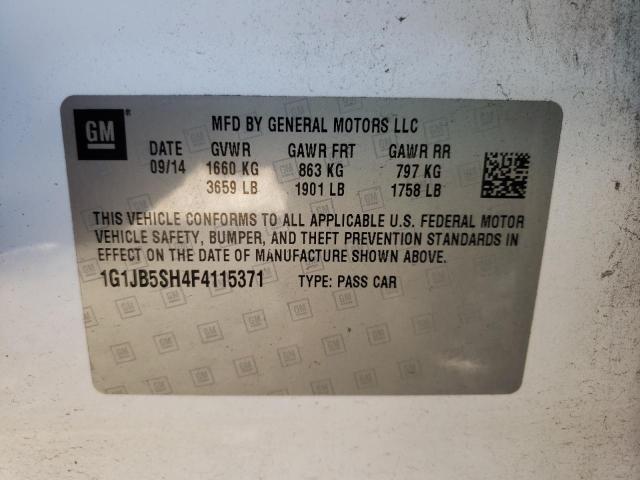 GM ® MFD BY GENERAL MOTORS LLC
DATE GVWR GAWR FRT GAWR RR
09/14 1660 KG 863 KG 797 KG
3659 LB 1901 LB 1758 LB
THIS VEHICLE CONFORMS TO ALL APPLICABLE U.S. FEDERAL MOTOR
VEHICLE SAFETY, BUMPER, AND THEFT PREVENTION STANDARDS IN
EFFECT ON THE DATE OF MANUFACTURE SHOWN ABOVE.
1G1JB5SH4F4115371 TYPE: PASS CAR